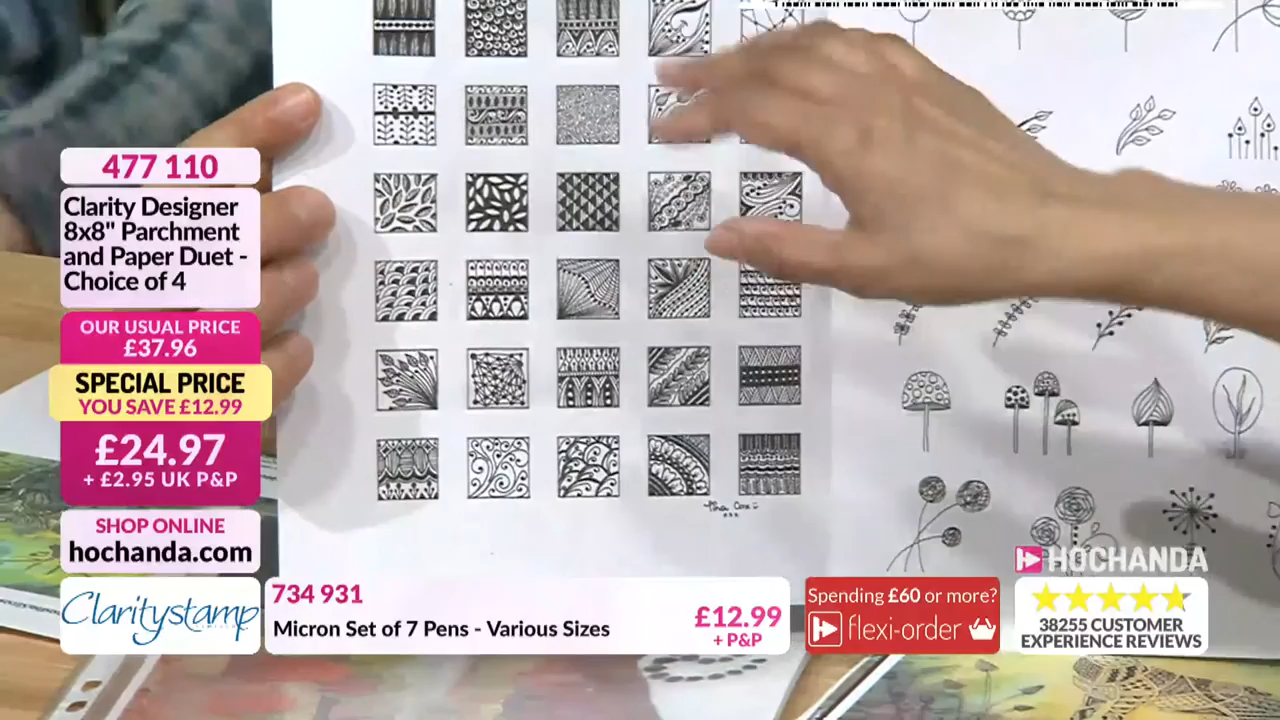 477 110
Clarity Designer
8x8" Parchment
and Paper Duet -
Choice of 4
OUR USUAL PRICE
£37.96
SPECIAL PRICE
YOU SAVE £12.99
£24.97
+ £2.95 UK P&P
SHOP ONLINE
hochanda.com
Claritystamp
734 931
Micron Set of 7 Pens - Various Sizes
£12.99
+ P&P
Spending £60 or more?
flexi-order
HOCHANDA
38255 CUSTOMER
EXPERIENCE REVIEWS